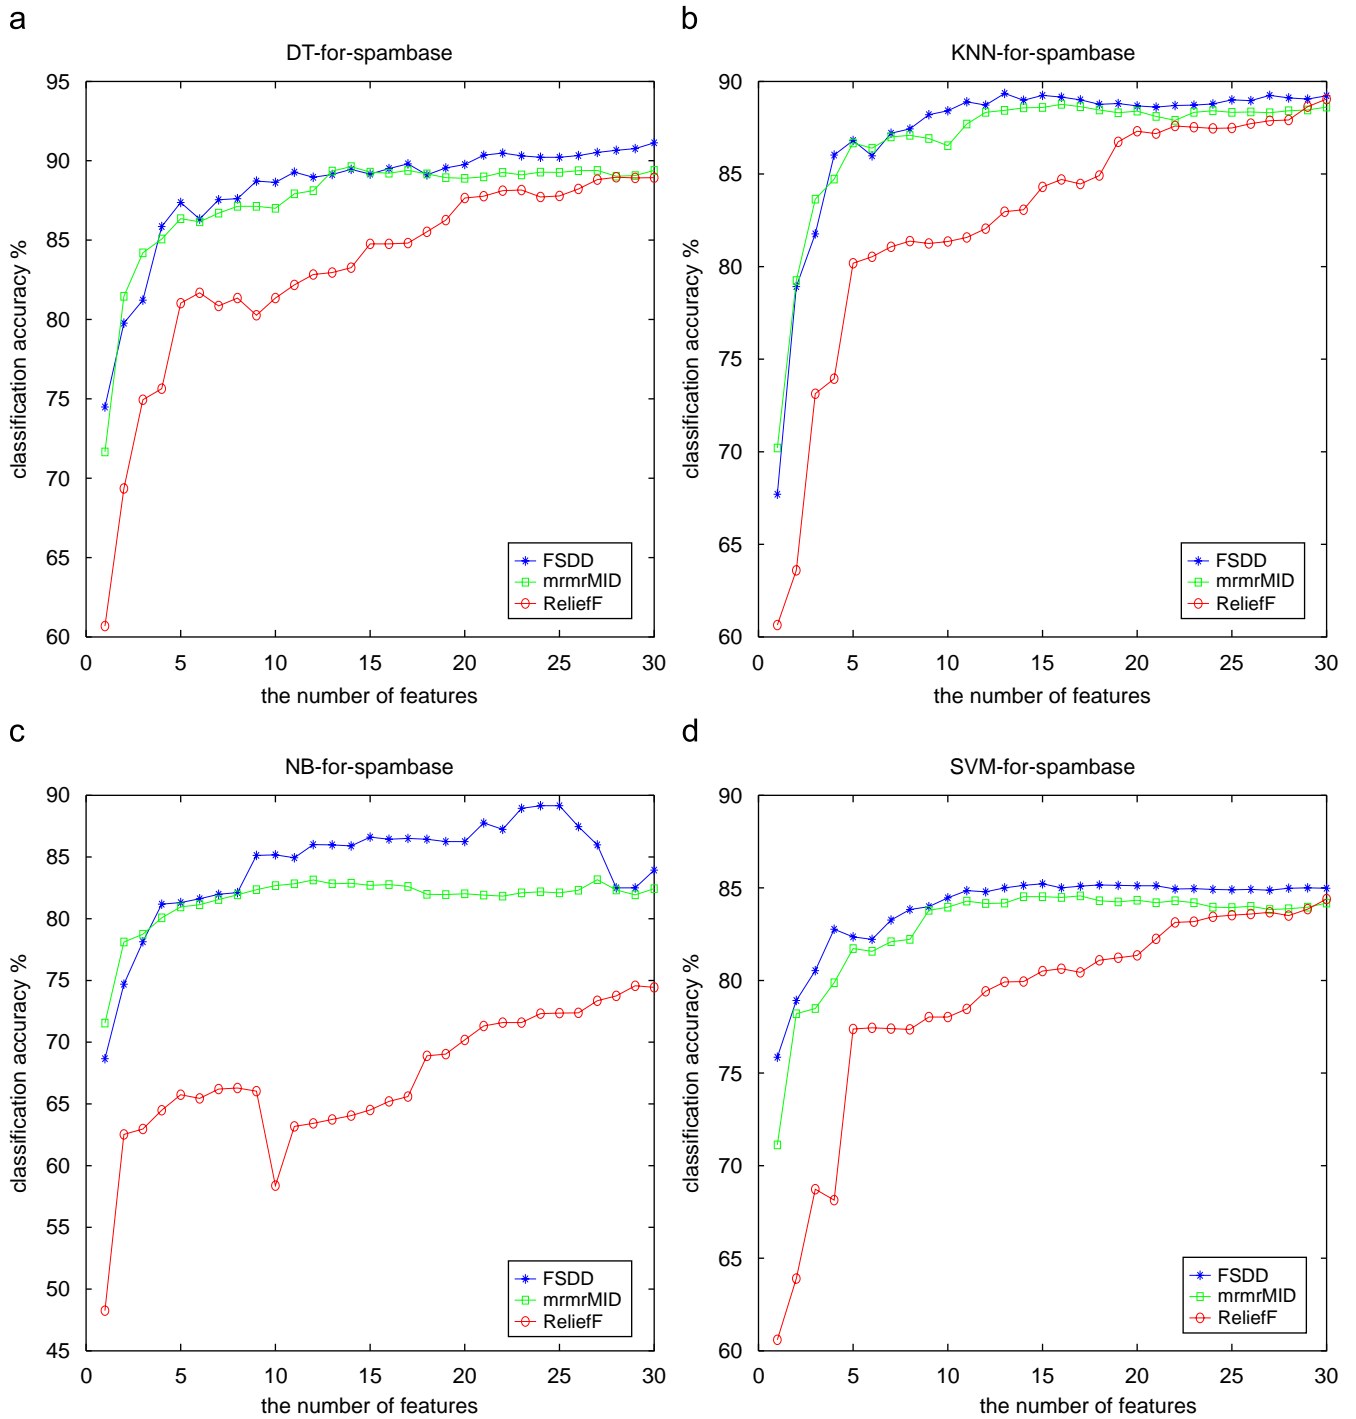 a
DT-for-spambase
95
90
85
80
75
70
65
60
classification accuracy %
0 5 10 15 20 25 30
the number of features
FSDD
mrmrMID
ReliefF
b
KNN-for-spambase
90
85
80
75
70
65
60
classification accuracy %
0 5 10 15 20 25 30
the number of features
FSDD
mrmrMID
ReliefF
c
NB-for-spambase
90
85
80
75
70
65
60
55
50
45
classification accuracy %
0 5 10 15 20 25 30
the number of features
FSDD
mrmrMID
ReliefF
d
SVM-for-spambase
90
85
80
75
70
65
60
classification accuracy %
0 5 10 15 20 25 30
the number of features
FSDD
mrmrMID
ReliefF